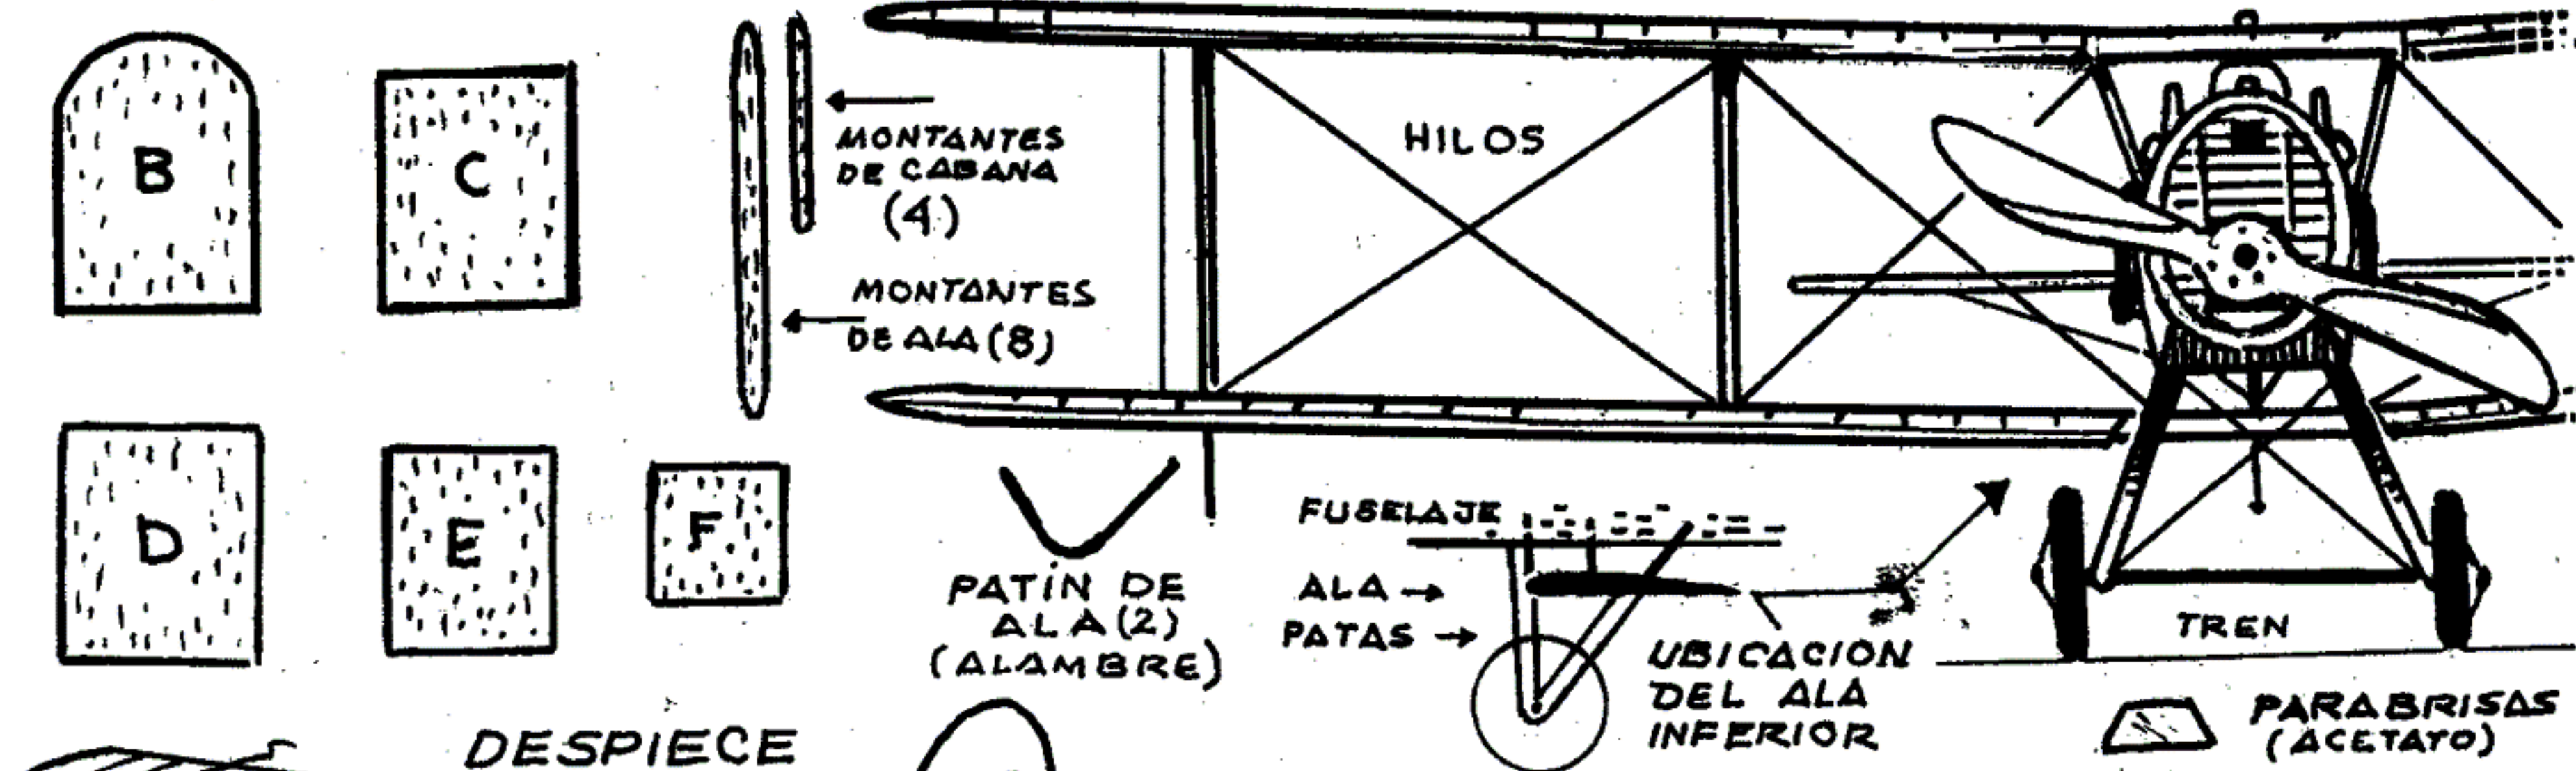 B
C
MONTANTES
DE CABANA
(4)
MONTANTES
DE ALA (8)
HILOS
D
E
F
PATÍN DE
ALA (2)
(ALAMBRE)
FUSELAJE
ALA →
PATAS →
UBICACION
DEL ALA
INFERIOR
TREN
PARABRISAS
(ACETATO)
DESPIECE